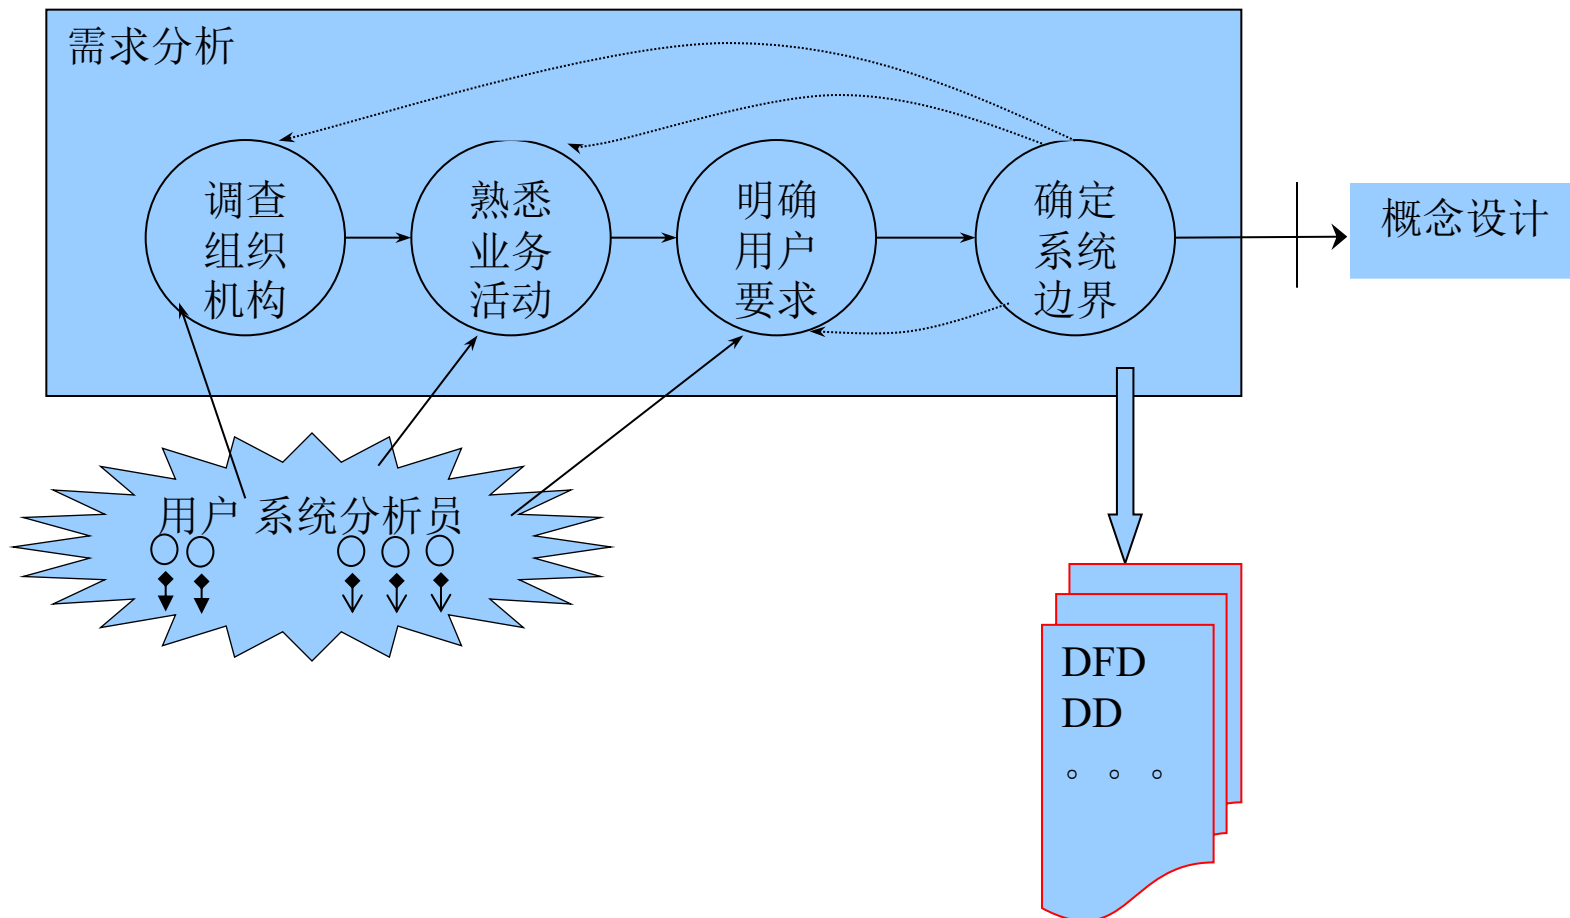 需求分析
调查
组织
机构
熟悉
业务
活动
明确
用户
要求
确定
系统
边界
概念设计
用户 系统分析员
DFD
DD
。。。